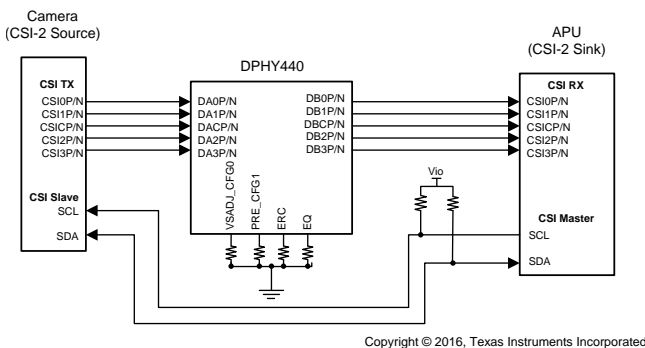 Camera
(CSI-2 Source)
CSI TX
CSI0P/N
CSI1P/N
CSICP/N
CSI2P/N
CSI3P/N
CSI Slave
SCL
SDA
DPHY440
DA0P/N
DA1P/N
DACP/N
DA2P/N
DA3P/N
DB0P/N
DB1P/N
DBCP/N
DB2P/N
DB3P/N
VSADJ_CFG0
PRE_CFG1
ERC
EQ
Vio
APU
(CSI-2 Sink)
CSI RX
CSI0P/N
CSI1P/N
CSICP/N
CSI2P/N
CSI3P/N
CSI Master
SCL
SDA
Copyright © 2016, Texas Instruments Incorporated